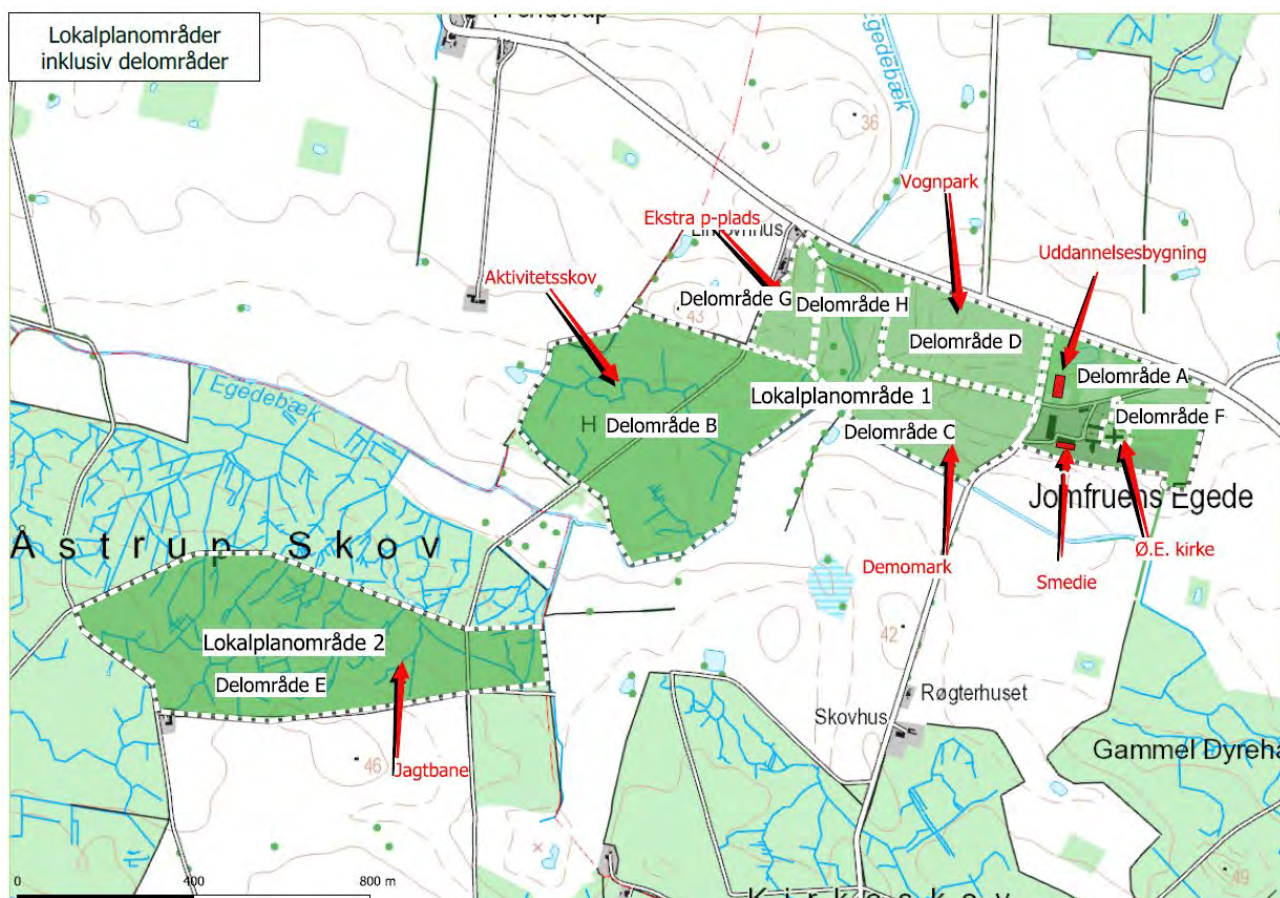 Lokalplanområder
inklusiv delområder
Egedebæk
36
Vognpark
Ekstra p-plads
Uddannelsesbygning
Aktivitetsskov
Delområde G
Delområde H
43
Delområde D
Delområde A
Egedebæk
Lokalplanområde 1
Delområde F
H
Delområde B
Delområde C
Jomfruens Egede
Åstrup Skov
Ø.E. kirke
Demomark
Smedie
42
Lokalplanområde 2
Delområde E
Røgterhuset
Skovhus
Gammel Dyreha
46
Jagtbane
49
0
400
800 m